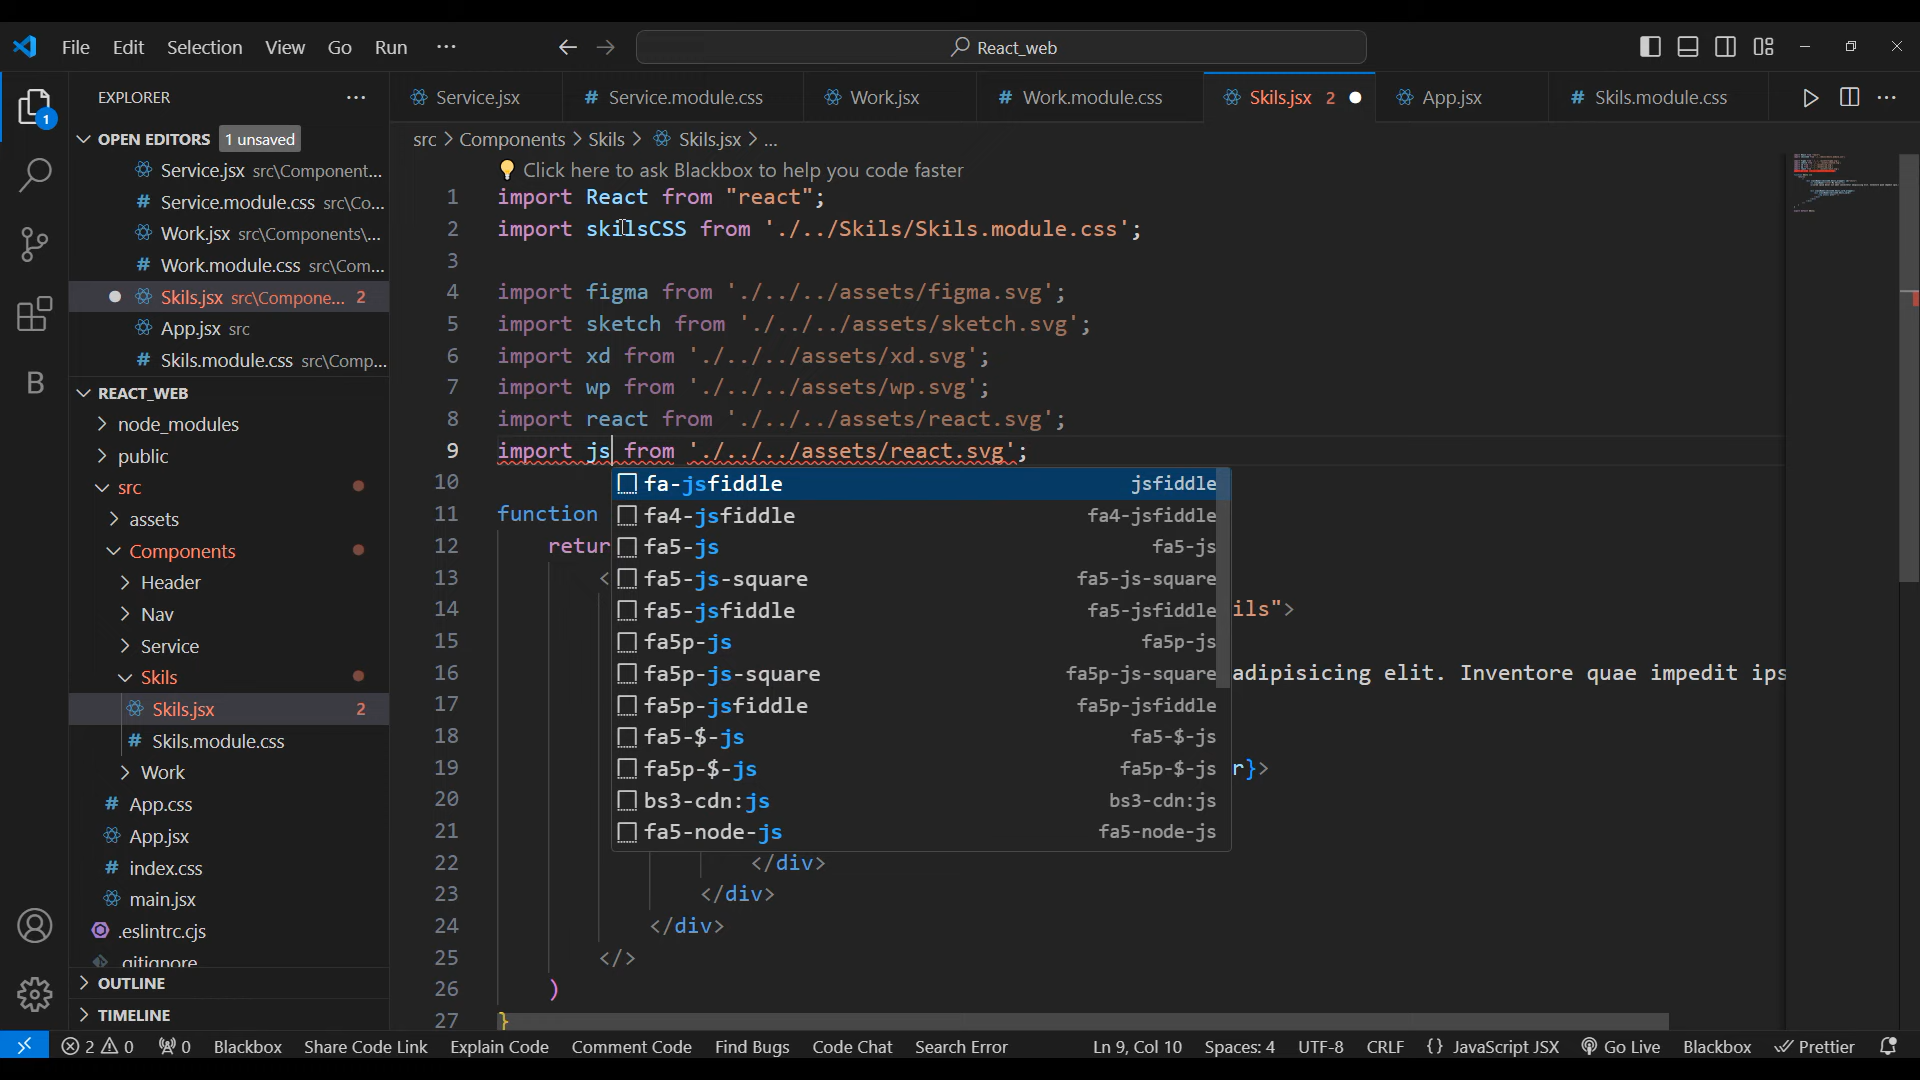 File Edit Selection View Go Run ...
React_web
EXPLORER ...
OPEN EDITORS 1 unsaved
Service.jsx src\Component...
Service.module.css src\Co...
Work.jsx src\Components\...
Work.module.css src\Com...
Skils.jsx src\Compone... 2
App.jsx src
Skils.module.css src\Comp...
REACT_WEB
node_modules
public
src
assets
Components
Header
Nav
Service
Skils
Skils.jsx 2
Skils.module.css
Work
App.css
App.jsx
index.css
main.jsx
.eslintrc.cjs
.gitignore
OUTLINE
TIMELINE
1
B
Service.jsx Service.module.css Work.jsx Work.module.css Skils.jsx 2 App.jsx Skils.module.css
src > Components > Skils > Skils.jsx > ...
Click here to ask Blackbox to help you code faster
1 import React from "react";
2 import skilsCSS from './../Skils/Skils.module.css';
3
4 import figma from './../../assets/figma.svg';
5 import sketch from './../../assets/sketch.svg';
6 import xd from './../../assets/xd.svg';
7 import wp from './../../assets/wp.svg';
8 import react from './../../assets/react.svg';
9 import js from './../../assets/react.svg';
10 fa-jsfiddle jsfiddle
11 function fa4-jsfiddle fa4-jsfiddle
12 retur fa5-js fa5-js
13 < fa5-js-square fa5-js-square
14 fa5-jsfiddle fa5-jsfiddle ils">
15 fa5p-js fa5p-js
16 fa5p-js-square fa5p-js-square adipisicing elit. Inventore quae impedit ips
17 fa5p-jsfiddle fa5p-jsfiddle
18 fa5-$-js fa5-$-js
19 fa5p-$-js fa5p-$-js r}>
20 bs3-cdn:js bs3-cdn:js
21 fa5-node-js fa5-node-js
22 </div>
23 </div>
24 </div>
25 </>
26 )
27 }
2 0 0 Blackbox Share Code Link Explain Code Comment Code Find Bugs Code Chat Search Error Ln 9, Col 10 Spaces: 4 UTF-8 CRLF {} JavaScript JSX Go Live Blackbox Prettier